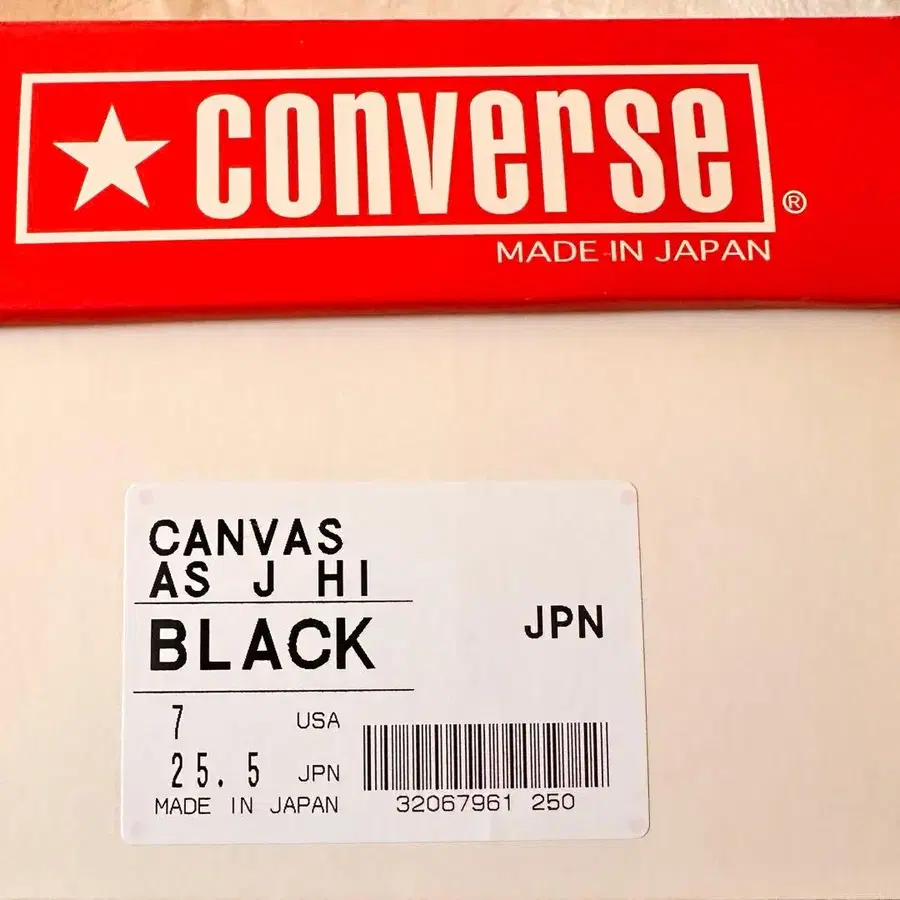 converse®
MADE IN JAPAN
CANVAS
AS J HI
BLACK
JPN
7 USA
25.5 JPN
MADE IN JAPAN
32067961 250